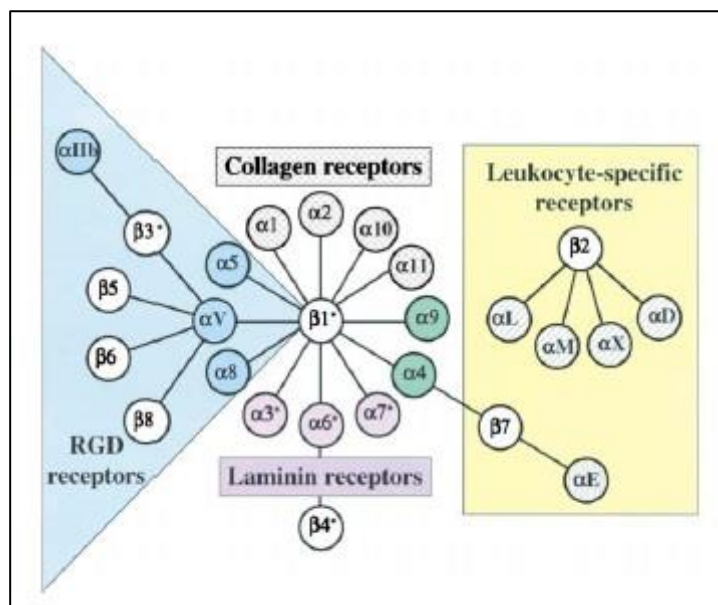 αIIb
β3*
β5
β6
β8
αV
α5
α8
RGD
receptors
Collagen receptors
α1
α2
α10
α11
β1*
α9
α4
α3*
α6*
α7*
Laminin receptors
β4*
Leukocyte-specific
receptors
β2
αL
αM
αX
αD
β7
αE